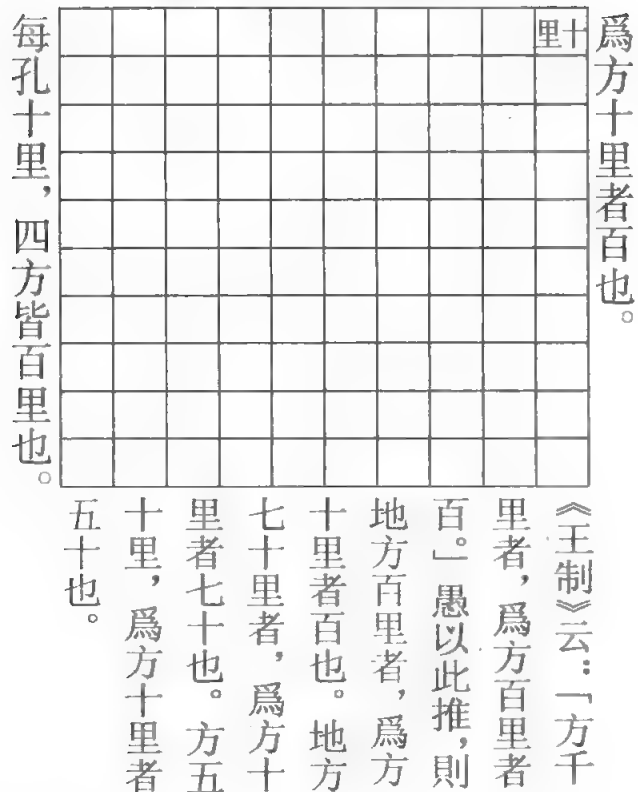 爲方十里者百也。
十里
每孔十里，四方皆百里也。
《王制》云：「方千
里者，爲方百里者
百。」愚以此推，則
地方百里者，爲方
十里者百也。地方
七十里者，爲方十
里者七十也。方五
十里，爲方十里者
五十也。